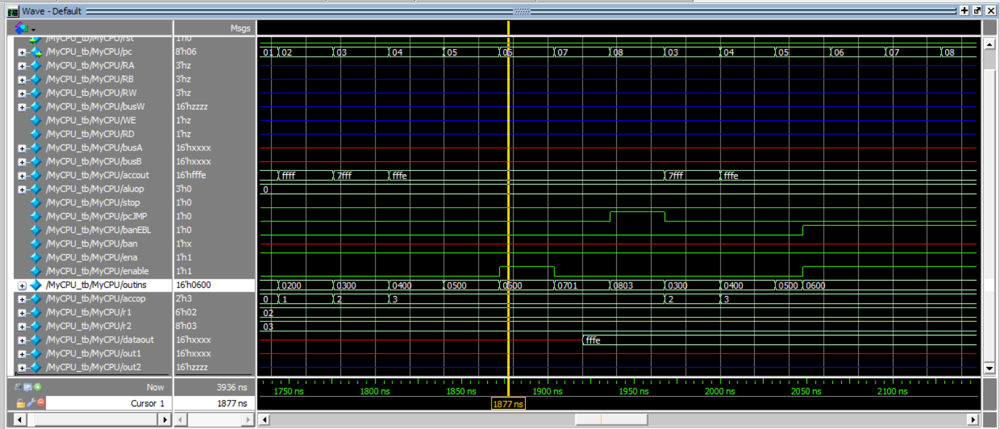 Wave - Default
Msgs
/MyCPU_tb/MyCPU/rst 1'h0
/MyCPU_tb/MyCPU/pc 8'h06 01 02 03 04 05 06 07 08 03 04 05 06 07 08
/MyCPU_tb/MyCPU/RA 3'hz
/MyCPU_tb/MyCPU/RB 3'hz
/MyCPU_tb/MyCPU/RW 3'hz
/MyCPU_tb/MyCPU/busW 16'hzzzz
/MyCPU_tb/MyCPU/WE 1'hz
/MyCPU_tb/MyCPU/RD 1'hz
/MyCPU_tb/MyCPU/busA 16'hxxxx
/MyCPU_tb/MyCPU/busB 16'hxxxx
/MyCPU_tb/MyCPU/accout 16'hfffe ffff 7fff fffe 7fff fffe
/MyCPU_tb/MyCPU/aluop 3'h0 0
/MyCPU_tb/MyCPU/stop 1'h0
/MyCPU_tb/MyCPU/pcJMP 1'h0
/MyCPU_tb/MyCPU/banEBL 1'h0
/MyCPU_tb/MyCPU/ban 1'hx
/MyCPU_tb/MyCPU/ena 1'h1
/MyCPU_tb/MyCPU/enable 1'h1
/MyCPU_tb/MyCPU/outins 16'h0600 0200 0300 0400 0500 0600 0701 0803 0300 0400 0500 0600
/MyCPU_tb/MyCPU/accop 2'h3 0 1 2 3 2 3
/MyCPU_tb/MyCPU/r1 6'h02 02
/MyCPU_tb/MyCPU/r2 8'h03 03
/MyCPU_tb/MyCPU/dataout 16'hxxxx fffe
/MyCPU_tb/MyCPU/out1 16'hxxxx
/MyCPU_tb/MyCPU/out2 16'hzzzz
Now 3936 ns 1750 ns 1800 ns 1850 ns 1900 ns 1950 ns 2000 ns 2050 ns 2100 ns
Cursor 1 1877 ns 1877 ns